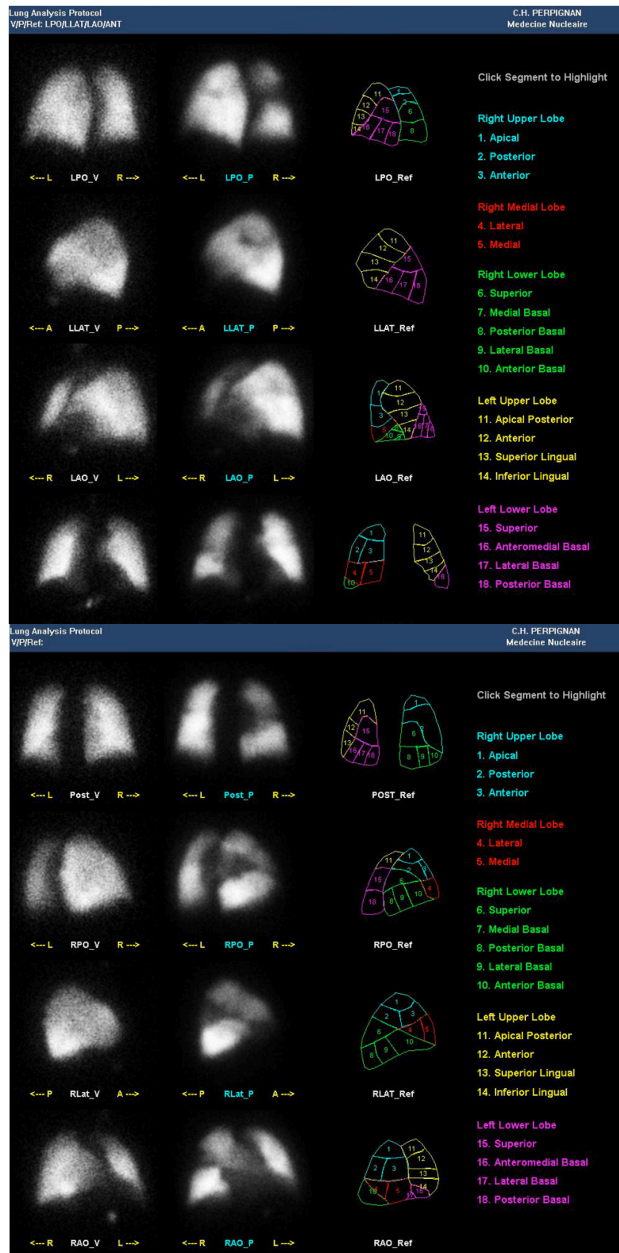 Lung Analysis Protocol
V/P/Ref: LPO/LLAT/LAO/ANT
C.H. PERPIGNAN
Medecine Nucleaire
Click Segment to Highlight
Right Upper Lobe
1. Apical
2. Posterior
3. Anterior
Right Medial Lobe
4. Lateral
5. Medial
Right Lower Lobe
6. Superior
7. Medial Basal
8. Posterior Basal
9. Lateral Basal
10. Anterior Basal
Left Upper Lobe
11. Apical Posterior
12. Anterior
13. Superior Lingual
14. Inferior Lingual
Left Lower Lobe
15. Superior
16. Anteromedial Basal
17. Lateral Basal
18. Posterior Basal
<--- L LPO_V R ---> <--- L LPO_P R ---> LPO_Ref
<--- A LLAT_V P ---> <--- A LLAT_P P ---> LLAT_Ref
<--- R LAO_V L ---> <--- R LAO_P L ---> LAO_Ref
Lung Analysis Protocol
V/P/Ref:
C.H. PERPIGNAN
Medecine Nucleaire
Click Segment to Highlight
Right Upper Lobe
1. Apical
2. Posterior
3. Anterior
Right Medial Lobe
4. Lateral
5. Medial
Right Lower Lobe
6. Superior
7. Medial Basal
8. Posterior Basal
9. Lateral Basal
10. Anterior Basal
Left Upper Lobe
11. Apical Posterior
12. Anterior
13. Superior Lingual
14. Inferior Lingual
Left Lower Lobe
15. Superior
16. Anteromedial Basal
17. Lateral Basal
18. Posterior Basal
<--- L Post_V R ---> <--- L Post_P R ---> POST_Ref
<--- L RPO_V R ---> <--- L RPO_P R ---> RPO_Ref
<--- P RLat_V A ---> <--- P RLat_P A ---> RLAT_Ref
<--- R RAO_V L ---> <--- R RAO_P L ---> RAO_Ref